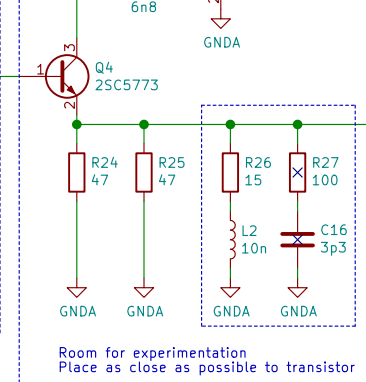 6n8
2
GNDA
3
Q4
1
2SC5773
2
R24
47
R25
47
R26
15
R27
100
L2
10n
C16
3p3
GNDA
GNDA
GNDA
GNDA
Room for experimentation
Place as close as possible to transistor